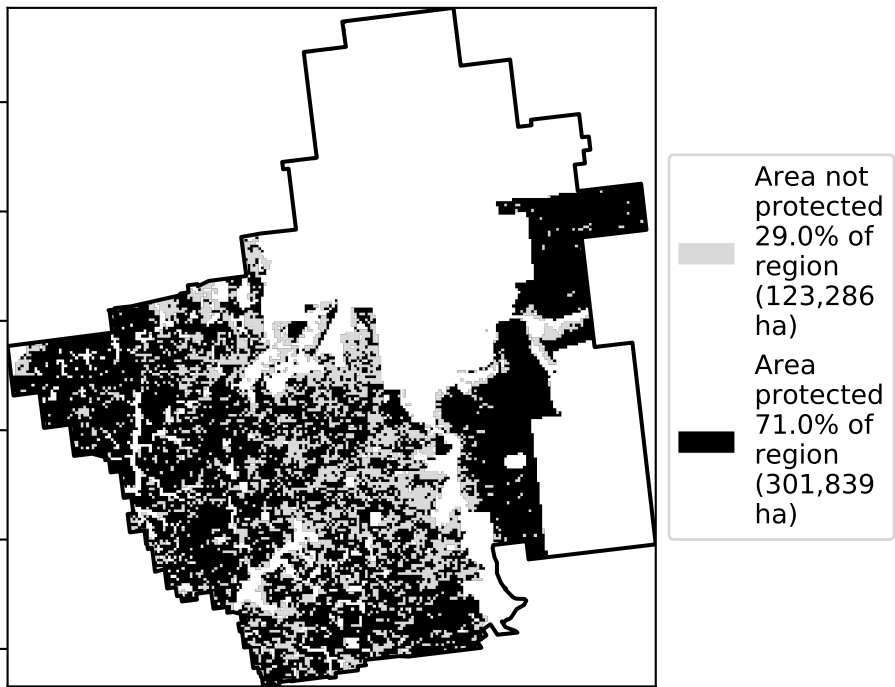 Area not
protected
29.0% of
region
(123,286
ha)
Area
protected
71.0% of
region
(301,839
ha)